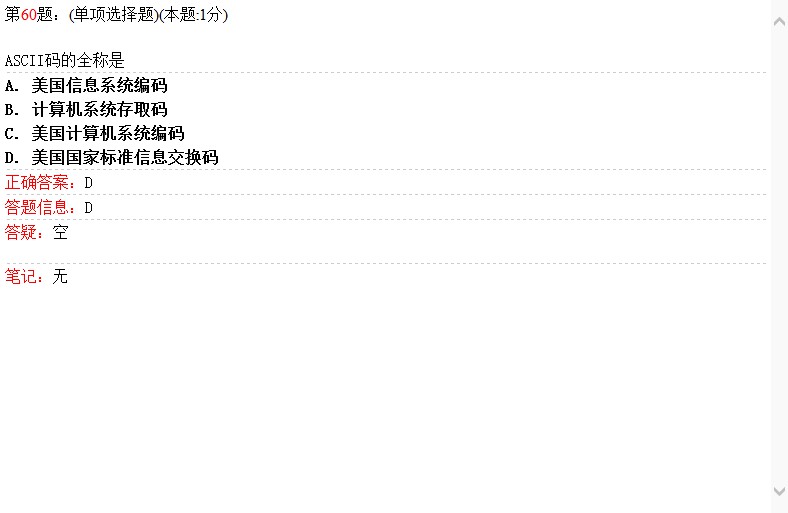 第60题：(单项选择题)(本题:1分)
ASCII码的全称是
A. 美国信息系统编码
B. 计算机系统存取码
C. 美国计算机系统编码
D. 美国国家标准信息交换码
正确答案：D
答题信息：D
答疑：空
笔记：无